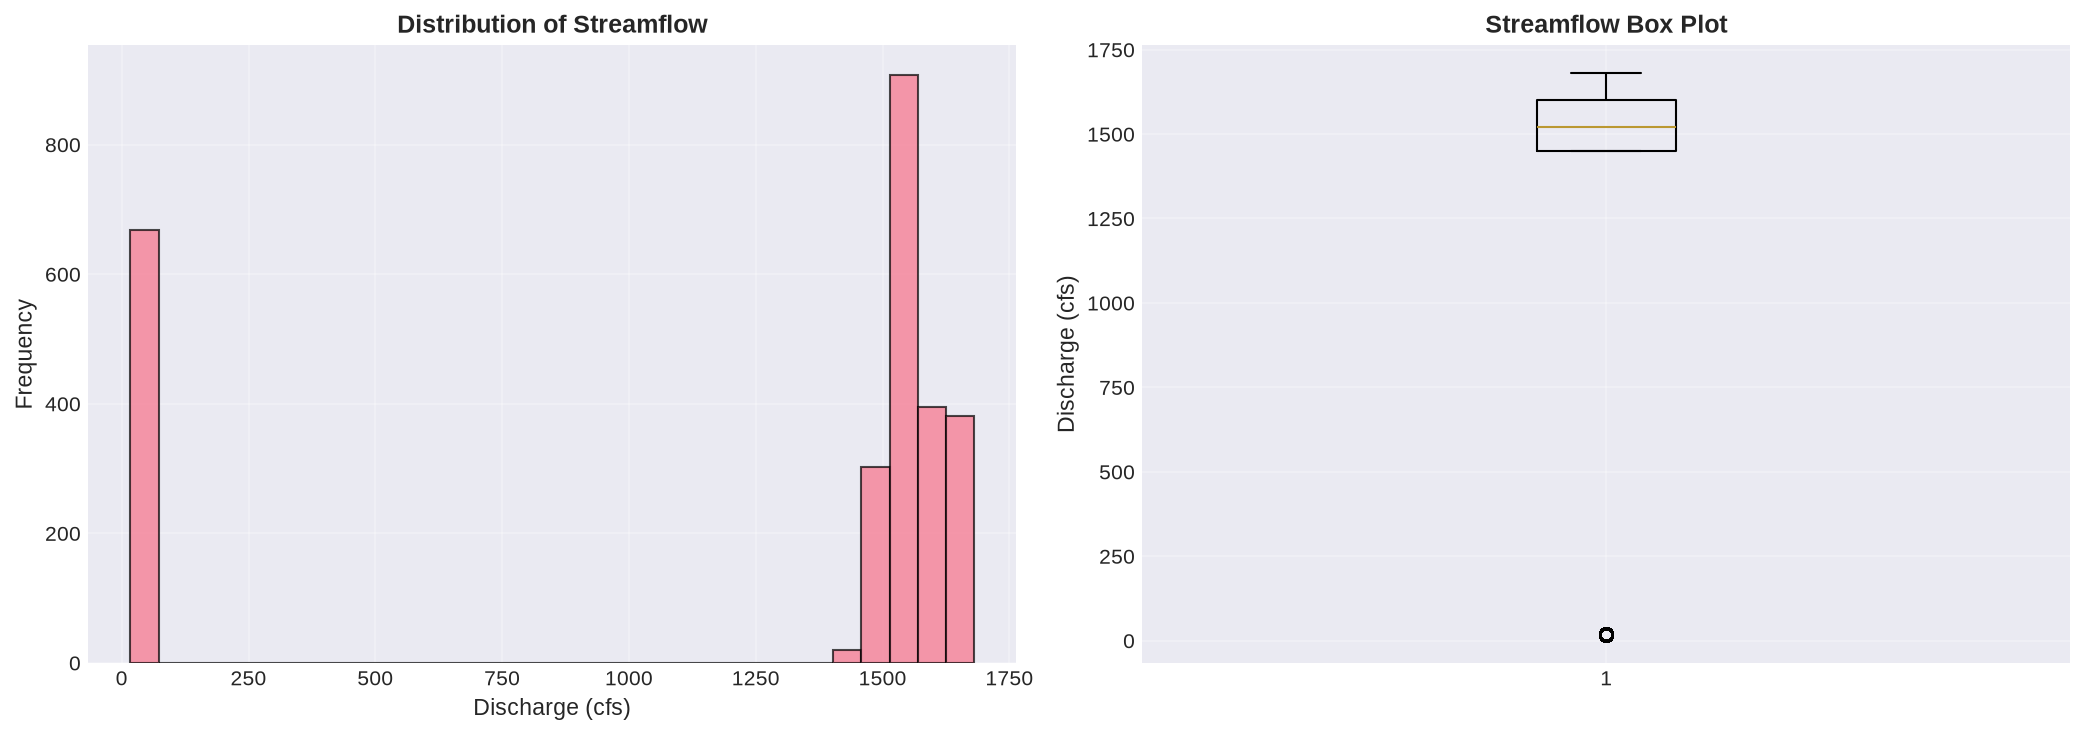 Distribution of Streamflow
Frequency
800
600
400
200
0
0 250 500 750 1000 1250 1500 1750
Discharge (cfs)
Streamflow Box Plot
Discharge (cfs)
1750
1500
1250
1000
750
500
250
0
1